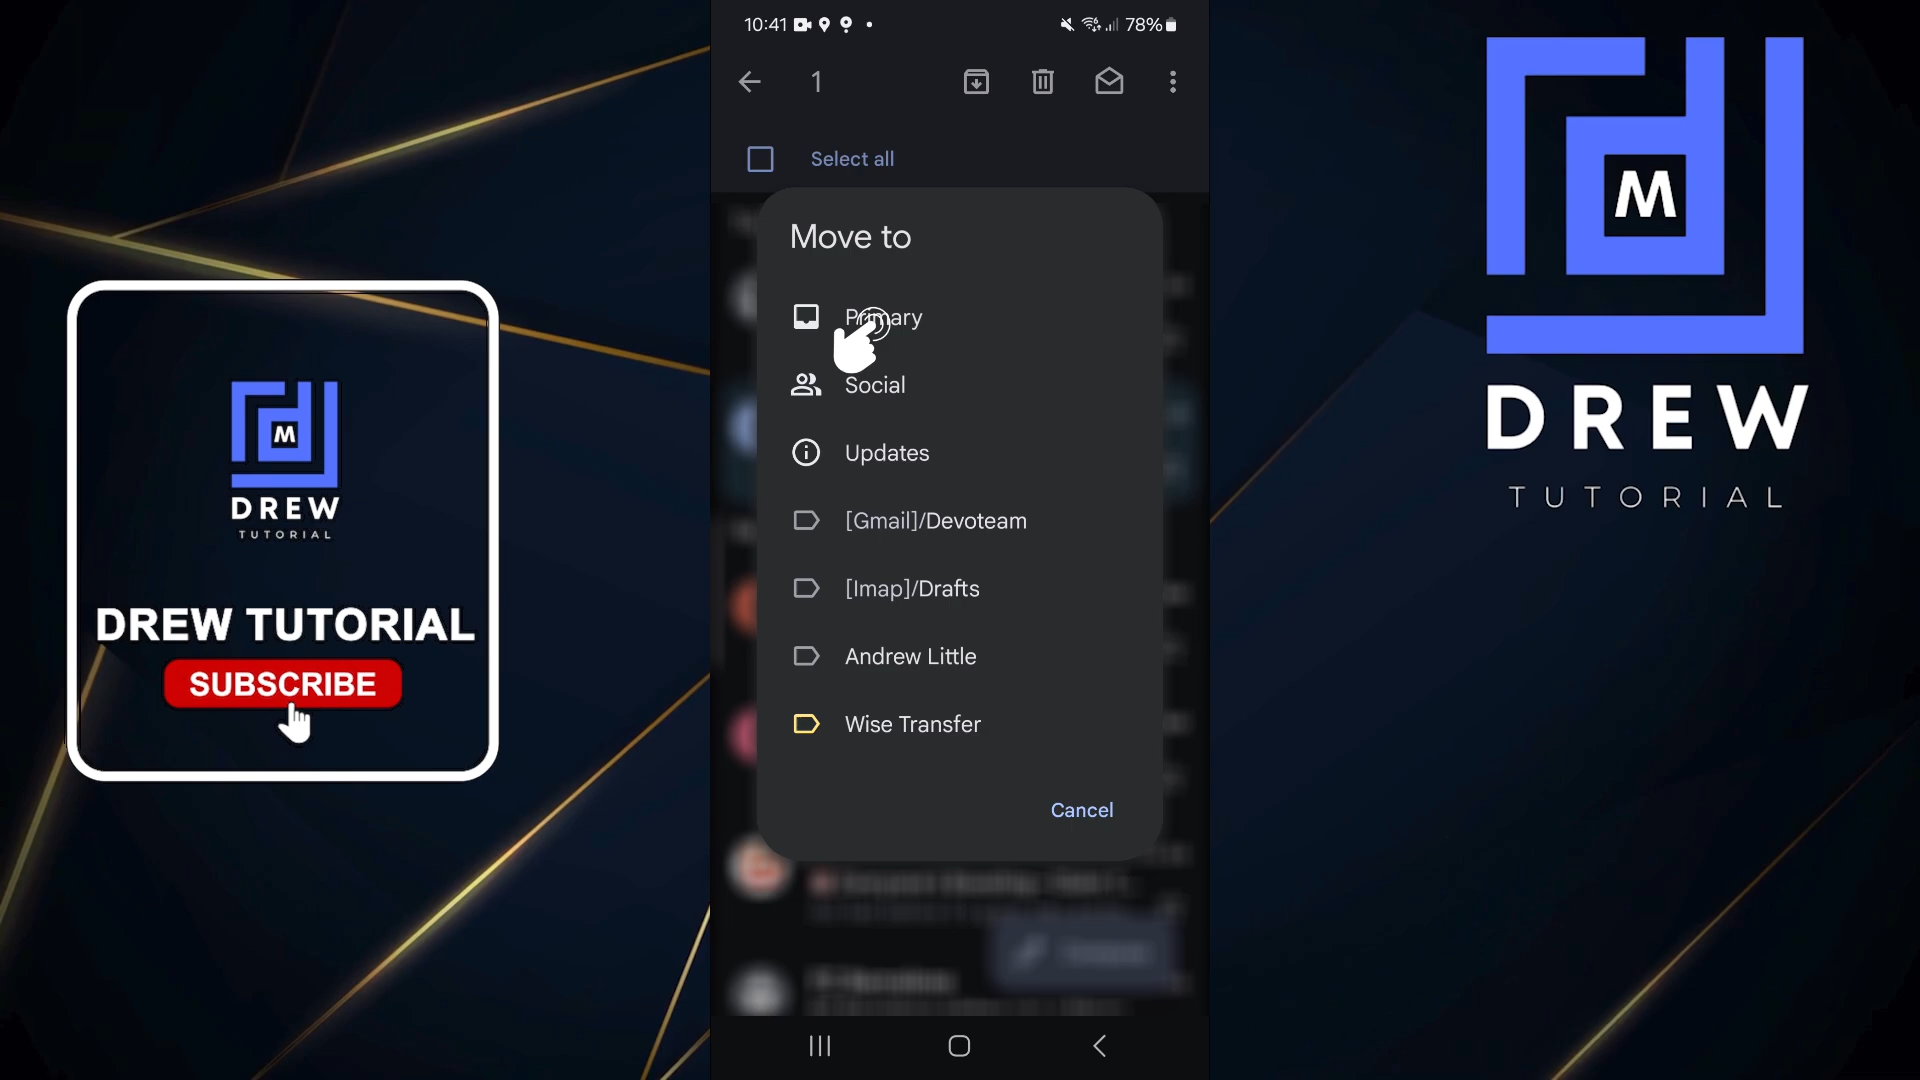 10:41
78%
1
Select all
Move to
Primary
Social
Updates
[Gmail]/Devoteam
[Imap]/Drafts
Andrew Little
Wise Transfer
Cancel
M
DREW
TUTORIAL
DREW TUTORIAL
SUBSCRIBE
M
DREW
TUTORIAL